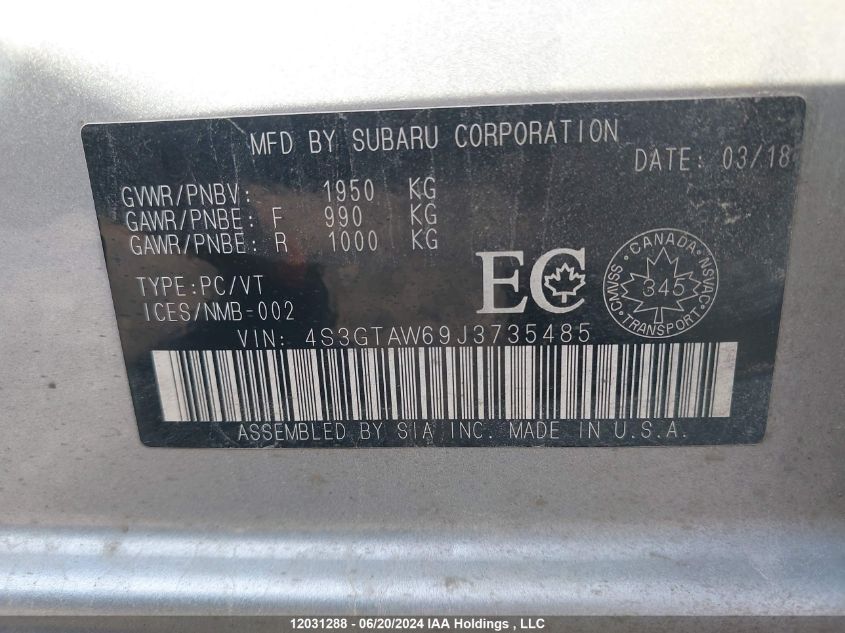 MFD BY SUBARU CORPORATION
DATE: 03/18
GVWR/PNBV: 1950 KG
GAWR/PNBE: F 990 KG
GAWR/PNBE: R 1000 KG
TYPE:PC/VT
ICES/NMB-002
EC
CANADA
NSVAC
345
CNVSS
TRANSPORT
VIN: 4S3GTAW69J3735485
ASSEMBLED BY SIA INC. MADE IN U.S.A.
12031288 - 06/20/2024 IAA Holdings , LLC